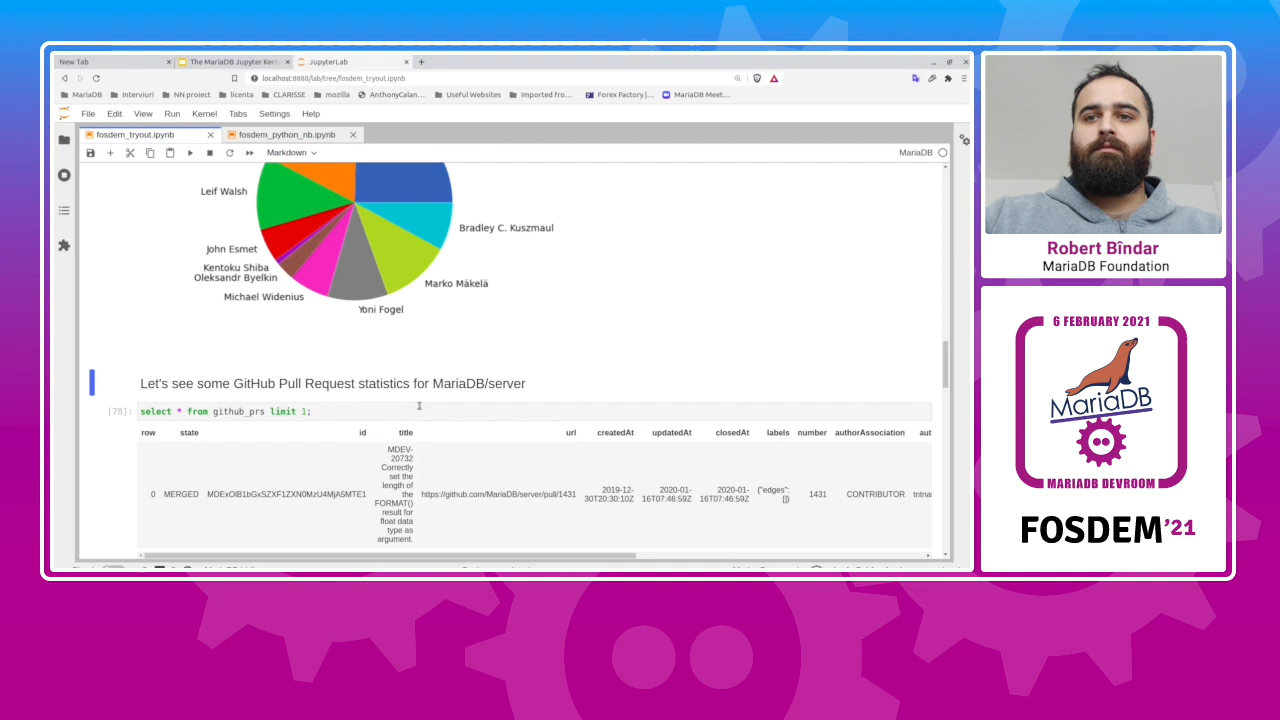 New Tab
The MariaDB Jupyter Kern
JupyterLab
localhost:8888/lab/tree/fosdem_tryout.ipynb
MariaDB
Interviuri
NN proiect
licenta
CLARISSE
mozilla
AnthonyCalan...
Useful Websites
Imported fro...
Forex Factory |...
MariaDB Meet...
File Edit View Run Kernel Tabs Settings Help
fosdem_tryout.ipynb
fosdem_python_nb.ipynb
Markdown
MariaDB
Leif Walsh
Bradley C. Kuszmaul
John Esmet
Kentoku Shiba
Oleksandr Byelkin
Marko Mäkelä
Michael Widenius
Yoni Fogel
Let's see some GitHub Pull Request statistics for MariaDB/server
[78]: select * from github_prs limit 1;
row state id title url createdAt updatedAt closedAt labels number authorAssociation aut
0 MERGED MDExOlB1bGxSZXF1ZXN0MzU4MjA5MTE1
MDEV-
20732
Correctly
set the
length of
the
FORMAT()
result for
float data
type as
argument.
https://github.com/MariaDB/server/pull/1431
2019-12-
30T20:30:10Z
2020-01-
16T07:46:59Z
2020-01-
16T07:46:59Z
{"edges":
[]}
1431
CONTRIBUTOR
Robert Bîndar
MariaDB Foundation
6 FEBRUARY 2021
MariaDB
MARIADB DEVROOM
FOSDEM'21